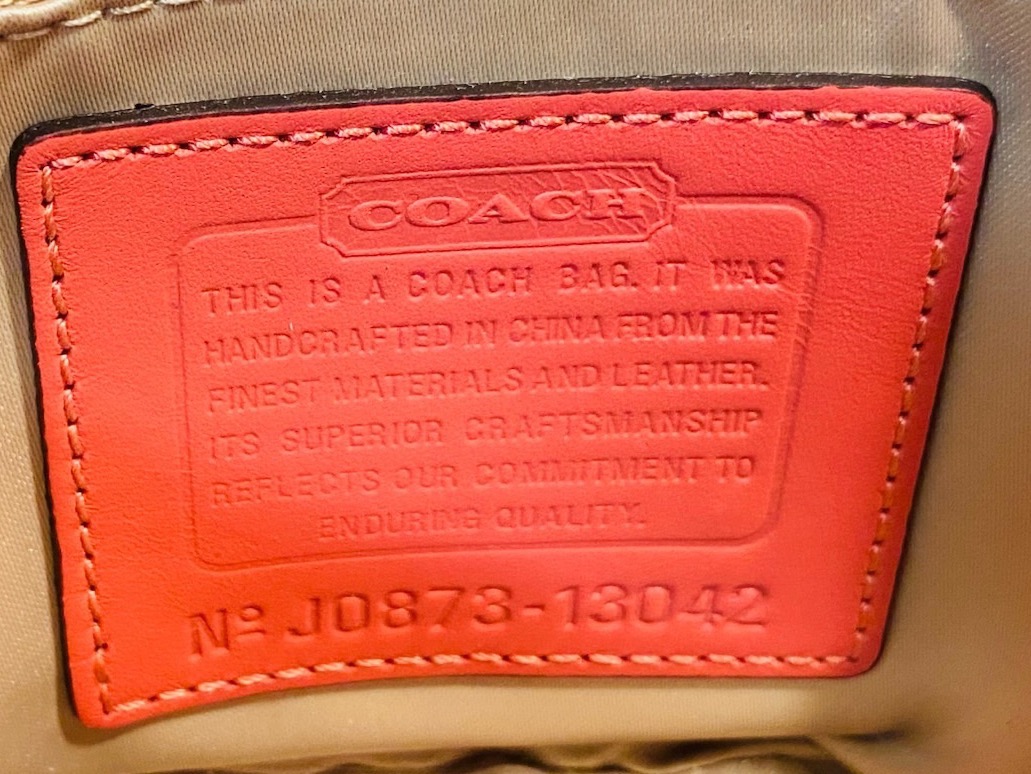 COACH
THIS IS A COACH BAG. IT WAS
HANDCRAFTED IN CHINA FROM THE
FINEST MATERIALS AND LEATHER.
ITS SUPERIOR CRAFTSMANSHIP
REFLECTS OUR COMMITMENT TO
ENDURING QUALITY.
Nº J0873-13042